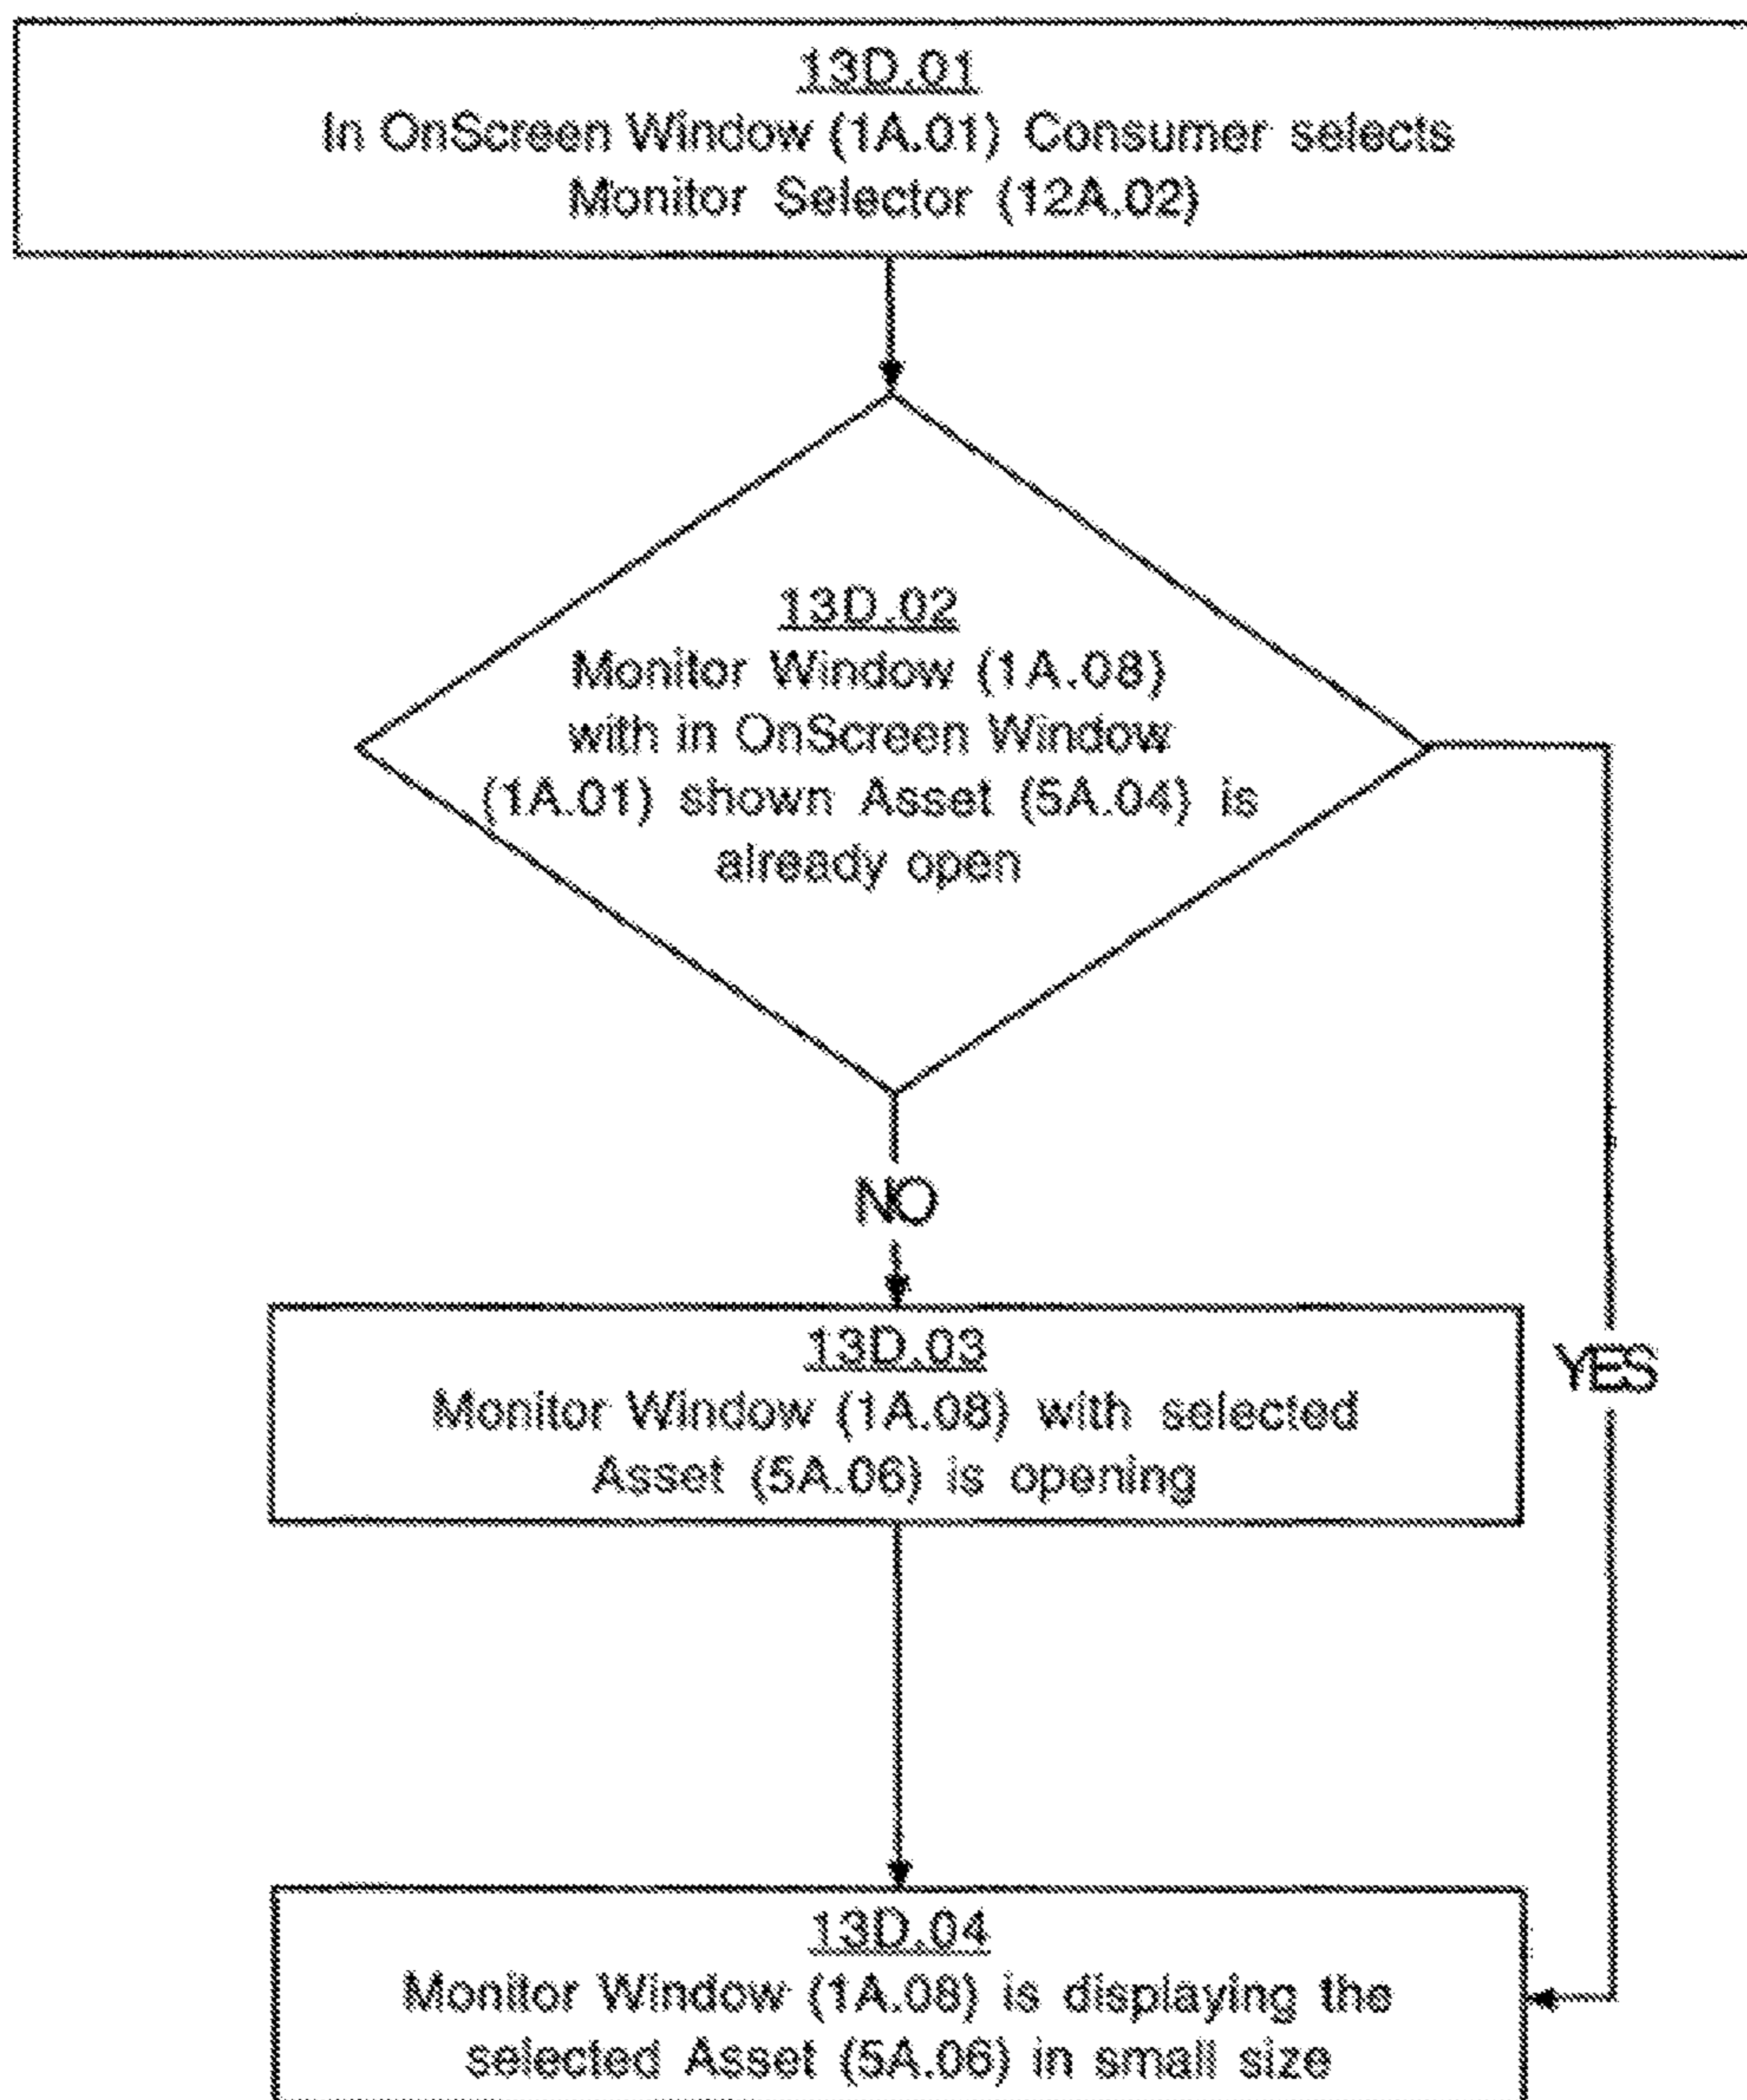 13D.01
In OnScreen Window (1A.01) Consumer selects
Monitor Selector (12A.02)
13D.02
Monitor Window (1A.08)
with in OnScreen Window
(1A.01) shown Asset (5A.04) is
already open
NO
13D.03
Monitor Window (1A.08) with selected
Asset (5A.06) is opening
YES
13D.04
Monitor Window (1A.08) is displaying the
selected Asset (5A.06) in small size